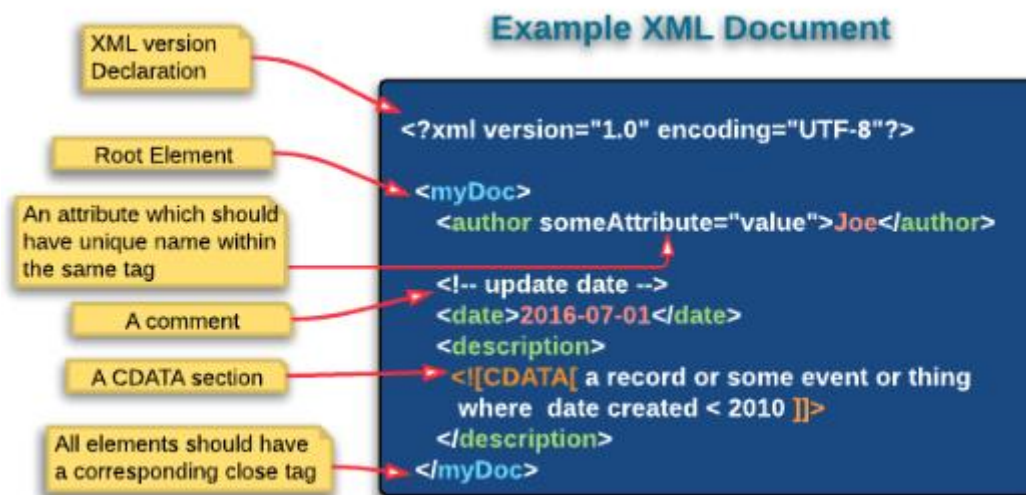 Example XML Document
XML version
Declaration
<?xml version="1.0" encoding="UTF-8"?>
Root Element
<myDoc>
An attribute which should
have unique name within
the same tag
<author someAttribute="value">Joe</author>
<!-- update date -->
A comment
<date>2016-07-01</date>
<description>
A CDATA section
<![CDATA[ a record or some event or thing
where date created < 2010 ]]>
</description>
All elements should have
a corresponding close tag
</myDoc>